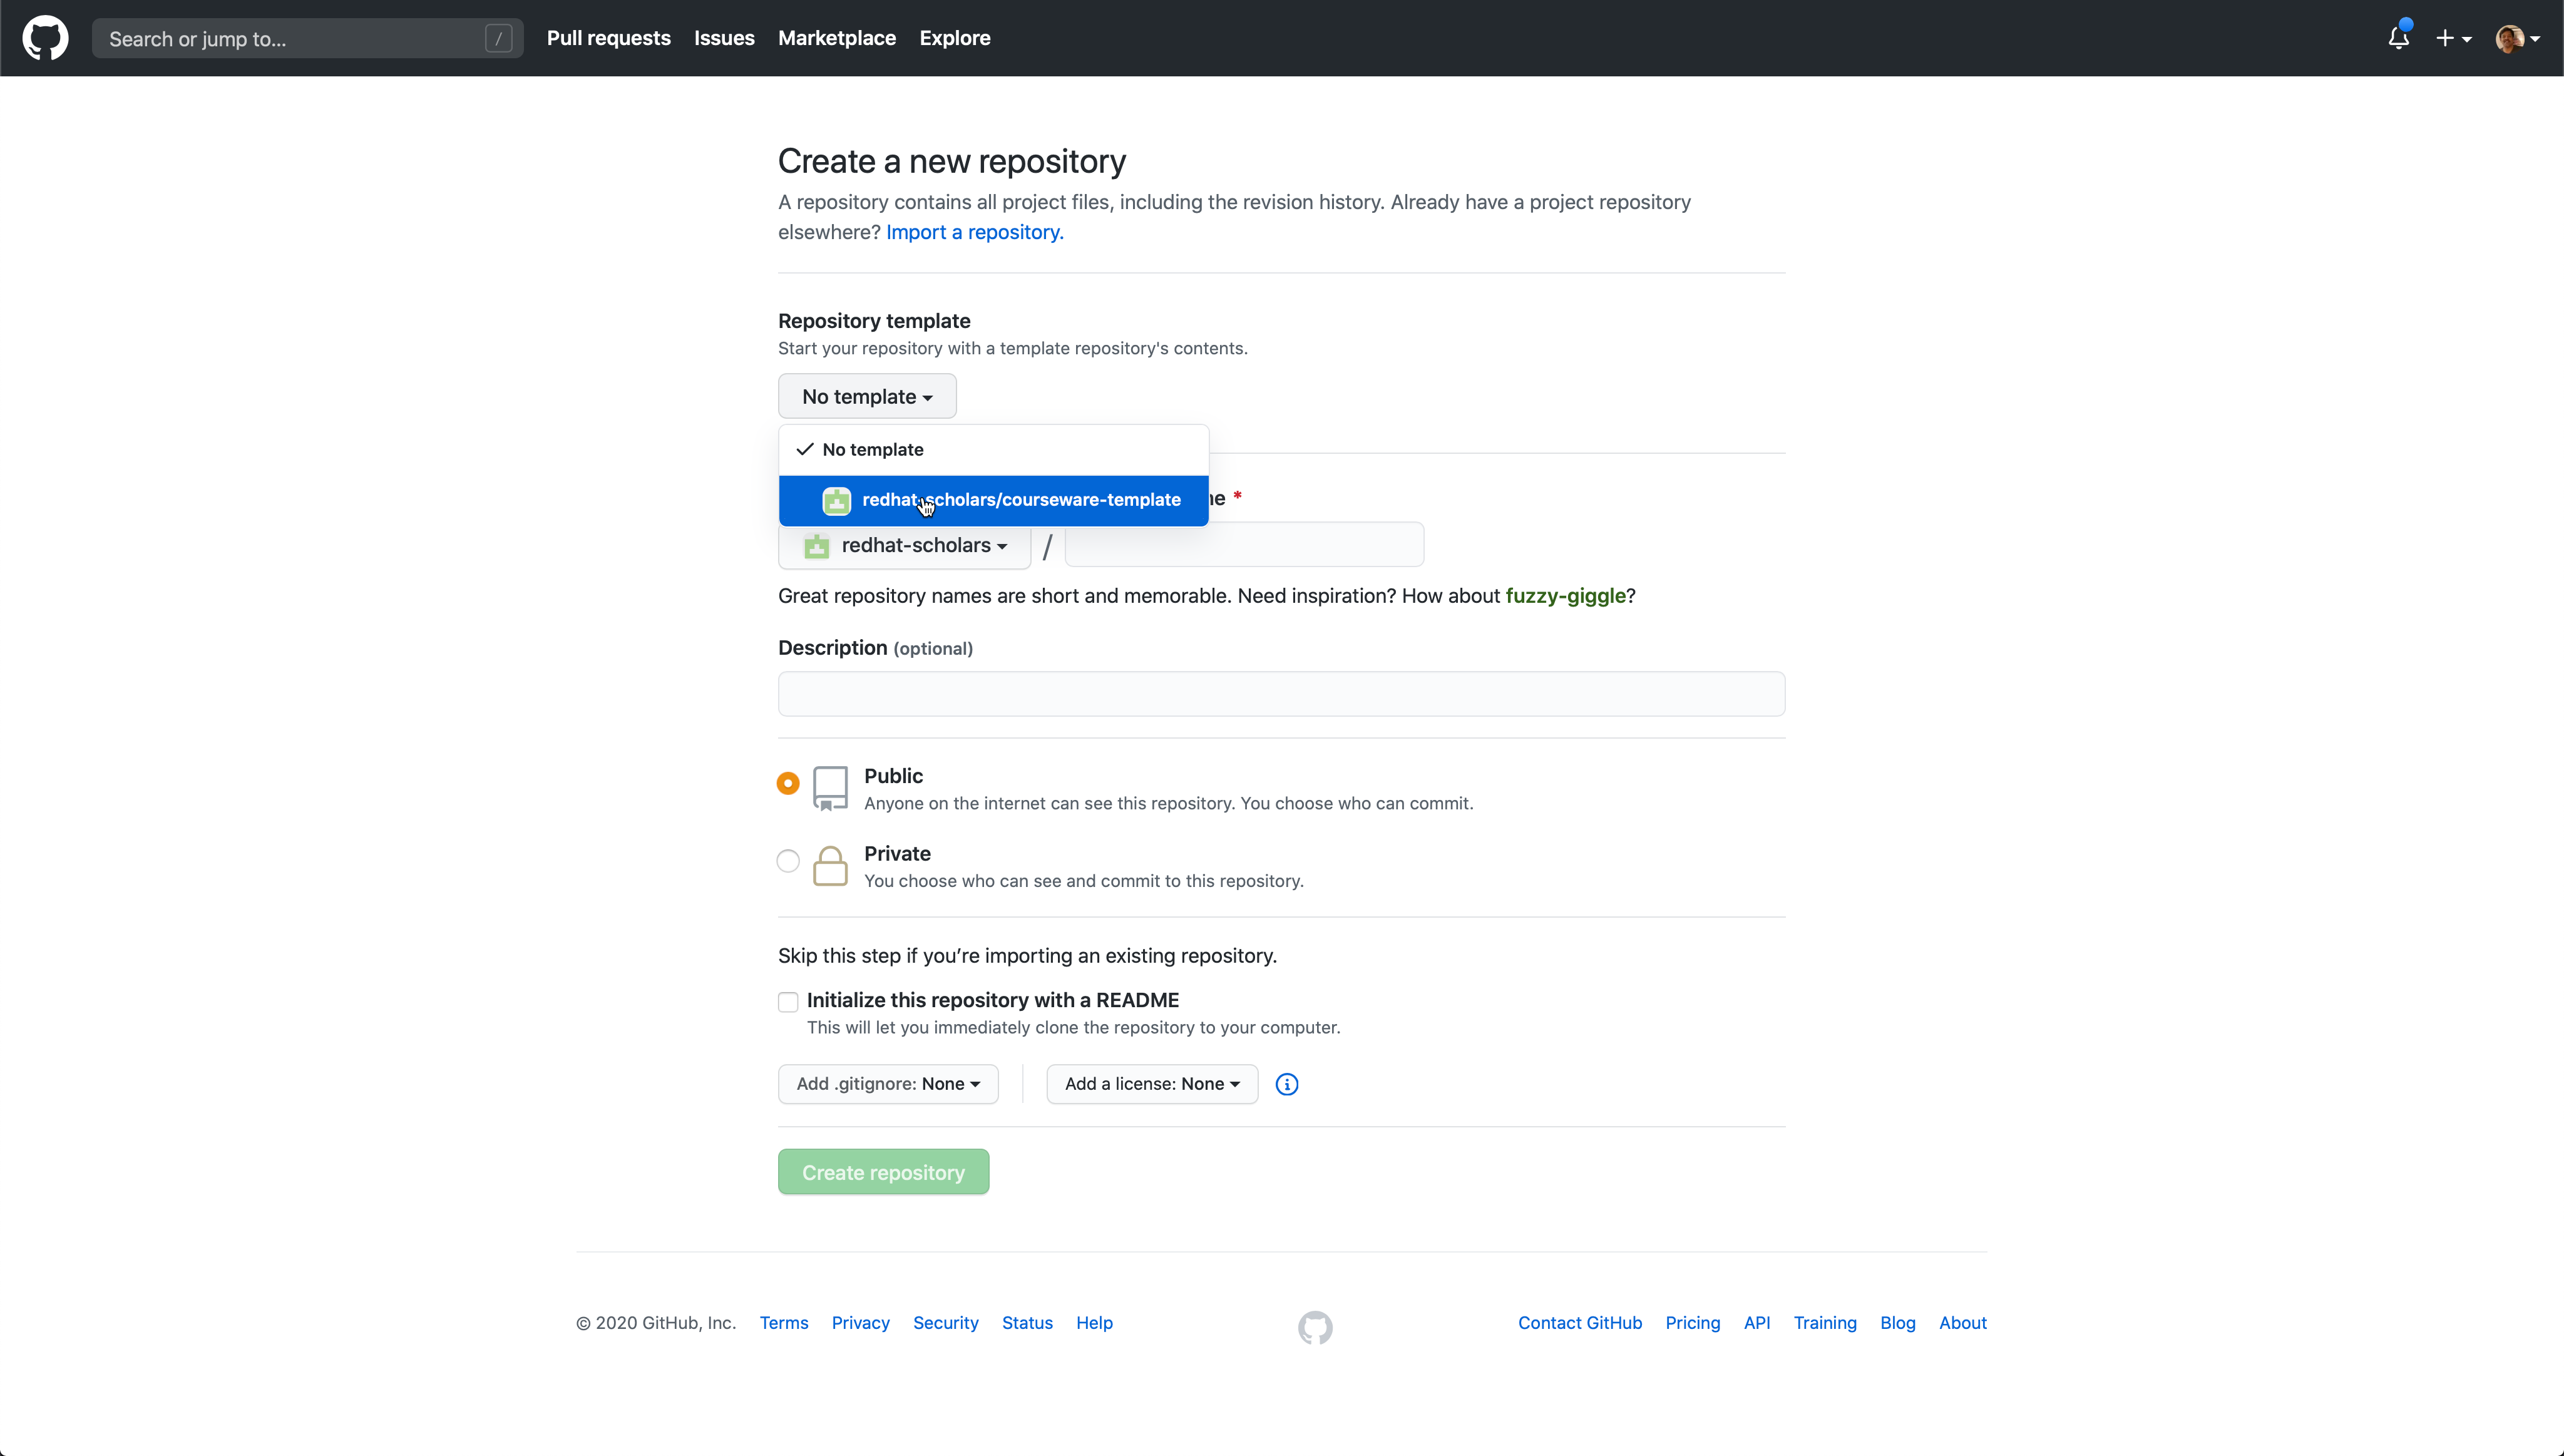 Search or jump to... / Pull requests Issues Marketplace Explore
Create a new repository
A repository contains all project files, including the revision history. Already have a project repository
elsewhere? Import a repository.
Repository template
Start your repository with a template repository's contents.
No template
No template
redhat-scholars/courseware-template
redhat-scholars /
Great repository names are short and memorable. Need inspiration? How about fuzzy-giggle?
Description (optional)
Public
Anyone on the internet can see this repository. You choose who can commit.
Private
You choose who can see and commit to this repository.
Skip this step if you’re importing an existing repository.
Initialize this repository with a README
This will let you immediately clone the repository to your computer.
Add .gitignore: None Add a license: None
Create repository
© 2020 GitHub, Inc. Terms Privacy Security Status Help Contact GitHub Pricing API Training Blog About